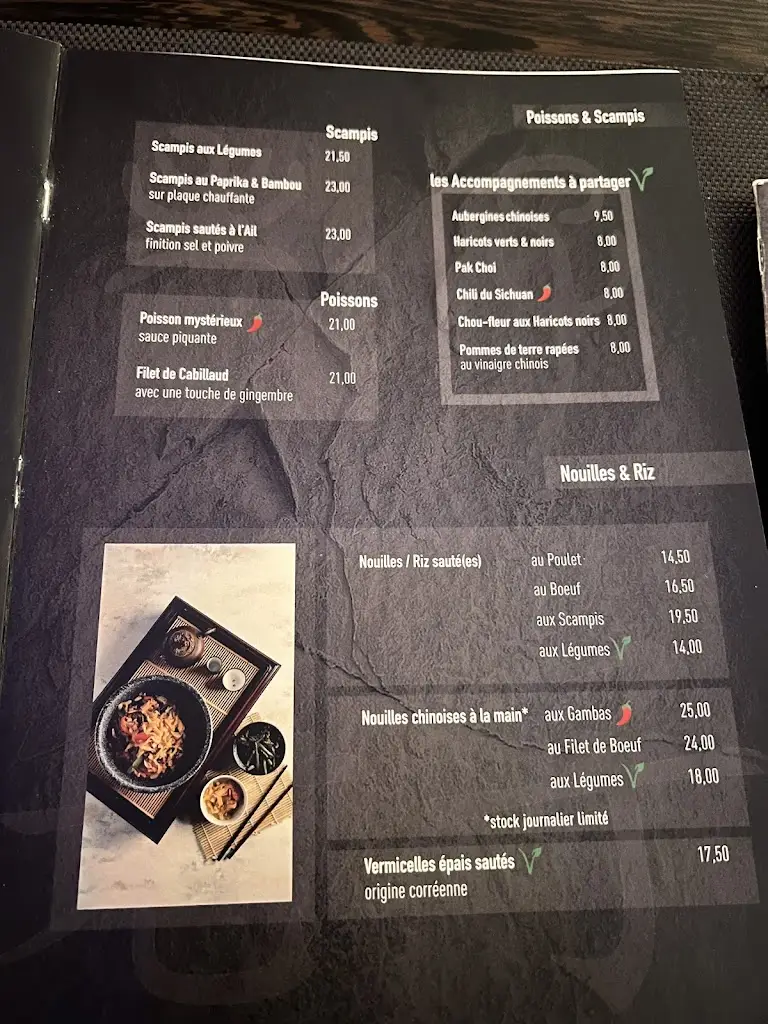 Poissons & Scampis
Scampis
Scampis aux Légumes 21,50
Scampis au Paprika & Bambou 23,00
sur plaque chauffante
Scampis sautés à l'Ail 23,00
finition sel et poivre
Poissons
Poisson mystérieux 21,00
sauce piquante
Filet de Cabillaud 21,00
avec une touche de gingembre
les Accompagnements à partager
Aubergines chinoises 9,50
Haricots verts & noirs 8,00
Pak Choi 8,00
Chili du Sichuan 8,00
Chou-fleur aux Haricots noirs 8,00
Pommes de terre rapées 8,00
au vinaigre chinois
Nouilles & Riz
Nouilles / Riz sauté(es) au Poulet 14,50
au Boeuf 16,50
aux Scampis 19,50
aux Légumes 14,00
Nouilles chinoises à la main* aux Gambas 25,00
au Filet de Boeuf 24,00
aux Légumes 18,00
*stock journalier limité
Vermicelles épais sautés 17,50
origine corréenne